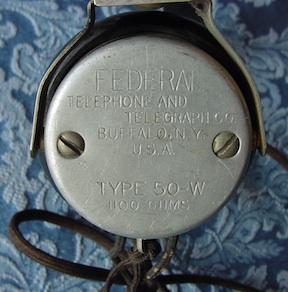 FEDERAL
TELEPHONE AND
TELEGRAPH CO.
BUFFALO, N.Y.
U.S.A.
TYPE 50-W
1100 OHMS